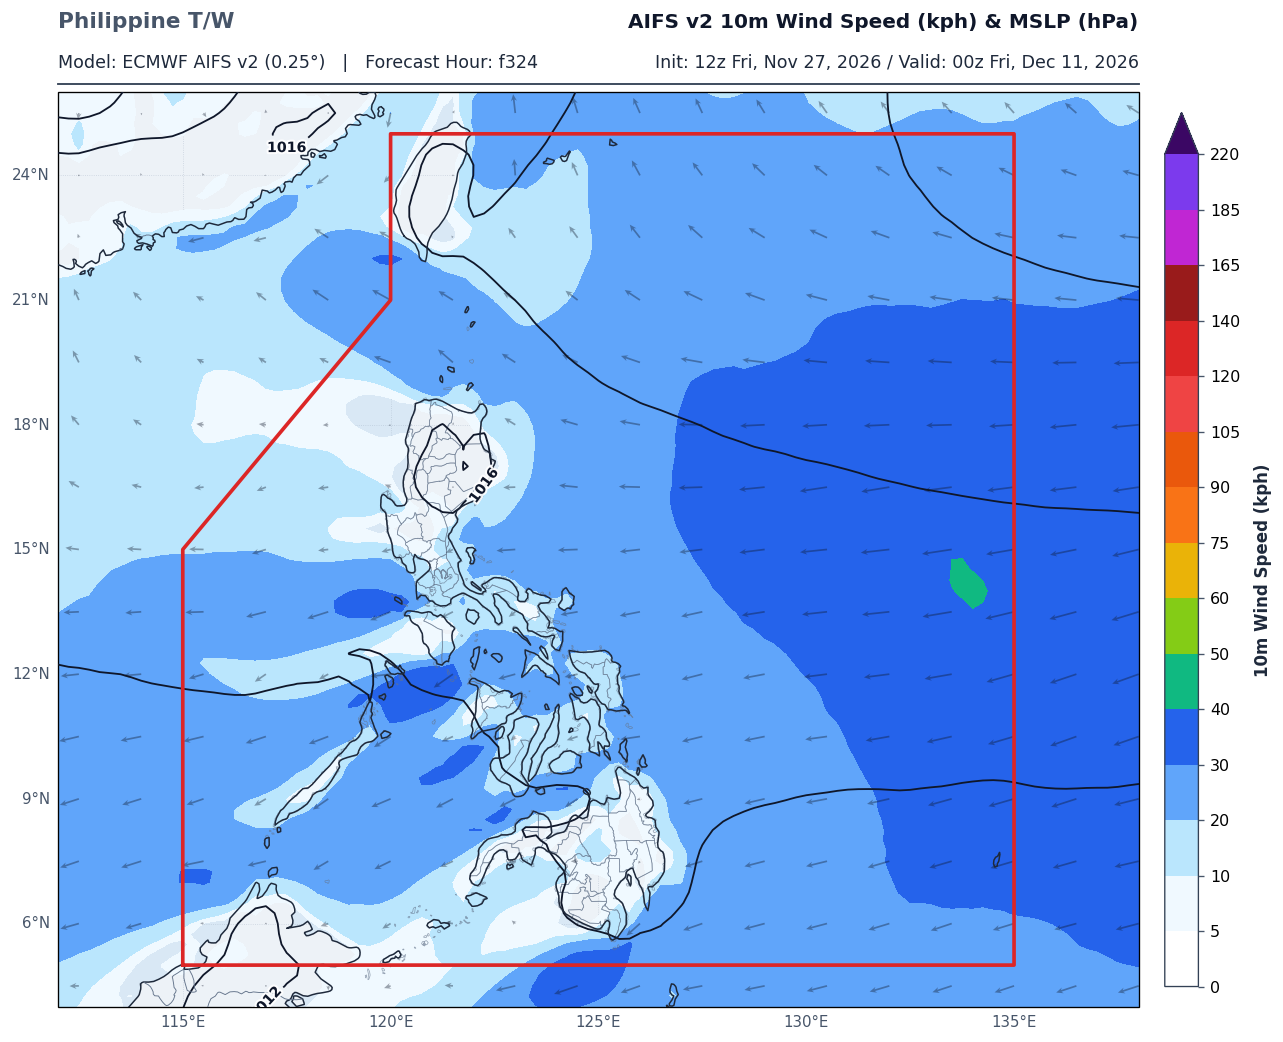 Philippine T/W
AIFS v2 10m Wind Speed (kph) & MSLP (hPa)
Model: ECMWF AIFS v2 (0.25°) | Forecast Hour: f324
Init: 12z Fri, Nov 27, 2026 / Valid: 00z Fri, Dec 11, 2026
1016
1016
1012
24°N
21°N
18°N
15°N
12°N
9°N
6°N
115°E
120°E
125°E
130°E
135°E
220
185
165
140
120
105
90
75
60
50
40
30
20
10
5
0
10m Wind Speed (kph)